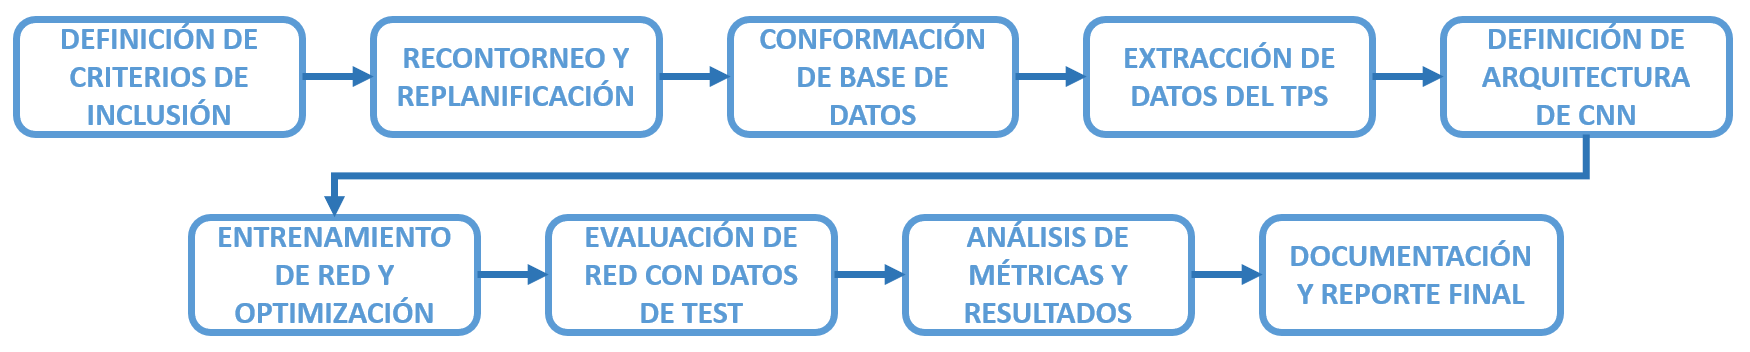 DEFINICIÓN DE
CRITERIOS DE
INCLUSIÓN
RECONTORNEO Y
REPLANIFICACIÓN
CONFORMACIÓN
DE BASE DE
DATOS
EXTRACCIÓN DE
DATOS DEL TPS
DEFINICIÓN DE
ARQUITECTURA
DE CNN
ENTRENAMIENTO
DE RED Y
OPTIMIZACIÓN
EVALUACIÓN DE
RED CON DATOS
DE TEST
ANÁLISIS DE
MÉTRICAS Y
RESULTADOS
DOCUMENTACIÓN
Y REPORTE FINAL